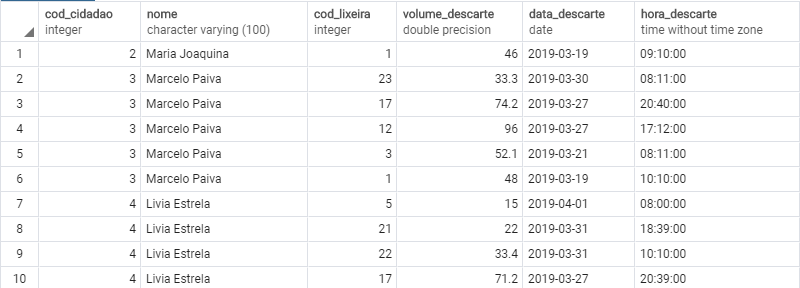 cod_cidadao nome cod_lixeira volume_descarte data_descarte hora_descarte
integer character varying (100) integer double precision date time without time zone
1 2 Maria Joaquina 1 46 2019-03-19 09:10:00
2 3 Marcelo Paiva 23 33.3 2019-03-30 08:11:00
3 3 Marcelo Paiva 17 74.2 2019-03-27 20:40:00
4 3 Marcelo Paiva 12 96 2019-03-27 17:12:00
5 3 Marcelo Paiva 3 52.1 2019-03-21 08:11:00
6 3 Marcelo Paiva 1 48 2019-03-19 10:10:00
7 4 Livia Estrela 5 15 2019-04-01 08:00:00
8 4 Livia Estrela 21 22 2019-03-31 18:39:00
9 4 Livia Estrela 22 33.4 2019-03-31 10:10:00
10 4 Livia Estrela 17 71.2 2019-03-27 20:39:00